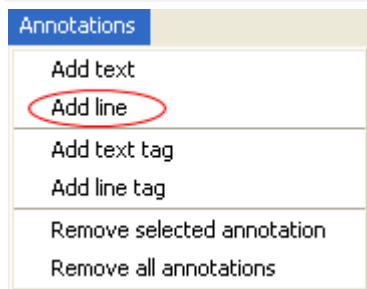 Annotations
Add text
Add line
Add text tag
Add line tag
Remove selected annotation
Remove all annotations